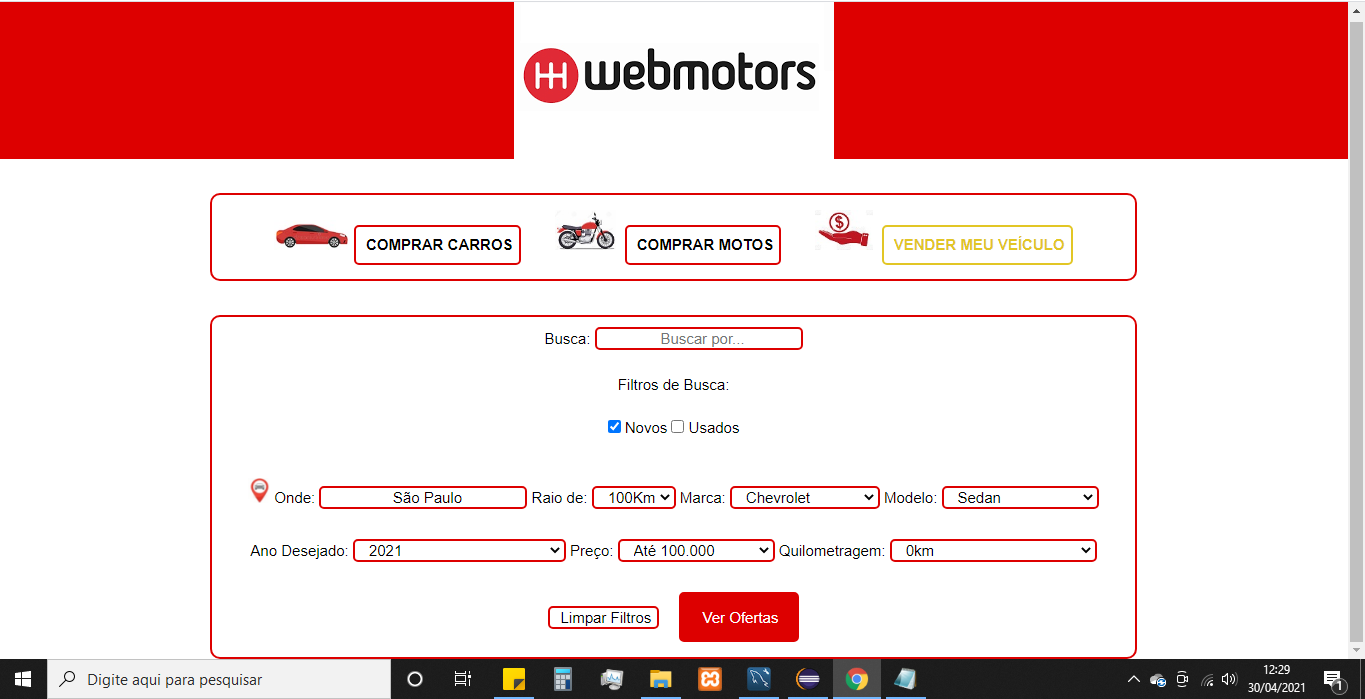 webmotors
COMPRAR CARROS COMPRAR MOTOS $ VENDER MEU VEÍCULO
Busca: Buscar por...
Filtros de Busca:
Novos Usados
Onde: São Paulo Raio de: 100Km Marca: Chevrolet Modelo: Sedan
Ano Desejado: 2021 Preço: Até 100.000 Quilometragem: 0km
Limpar Filtros Ver Ofertas
Digite aqui para pesquisar
12:29
30/04/2021
1